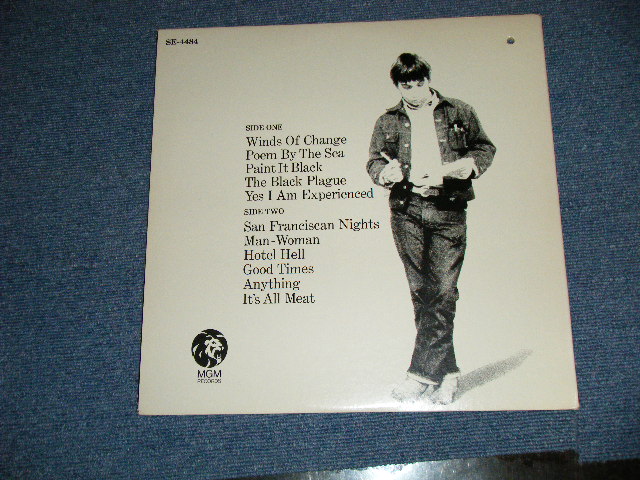 SE-4484
SIDE ONE
Winds Of Change
Poem By The Sea
Paint It Black
The Black Plague
Yes I Am Experienced
SIDE TWO
San Franciscan Nights
Man-Woman
Hotel Hell
Good Times
Anything
It's All Meat
MGM
RECORDS